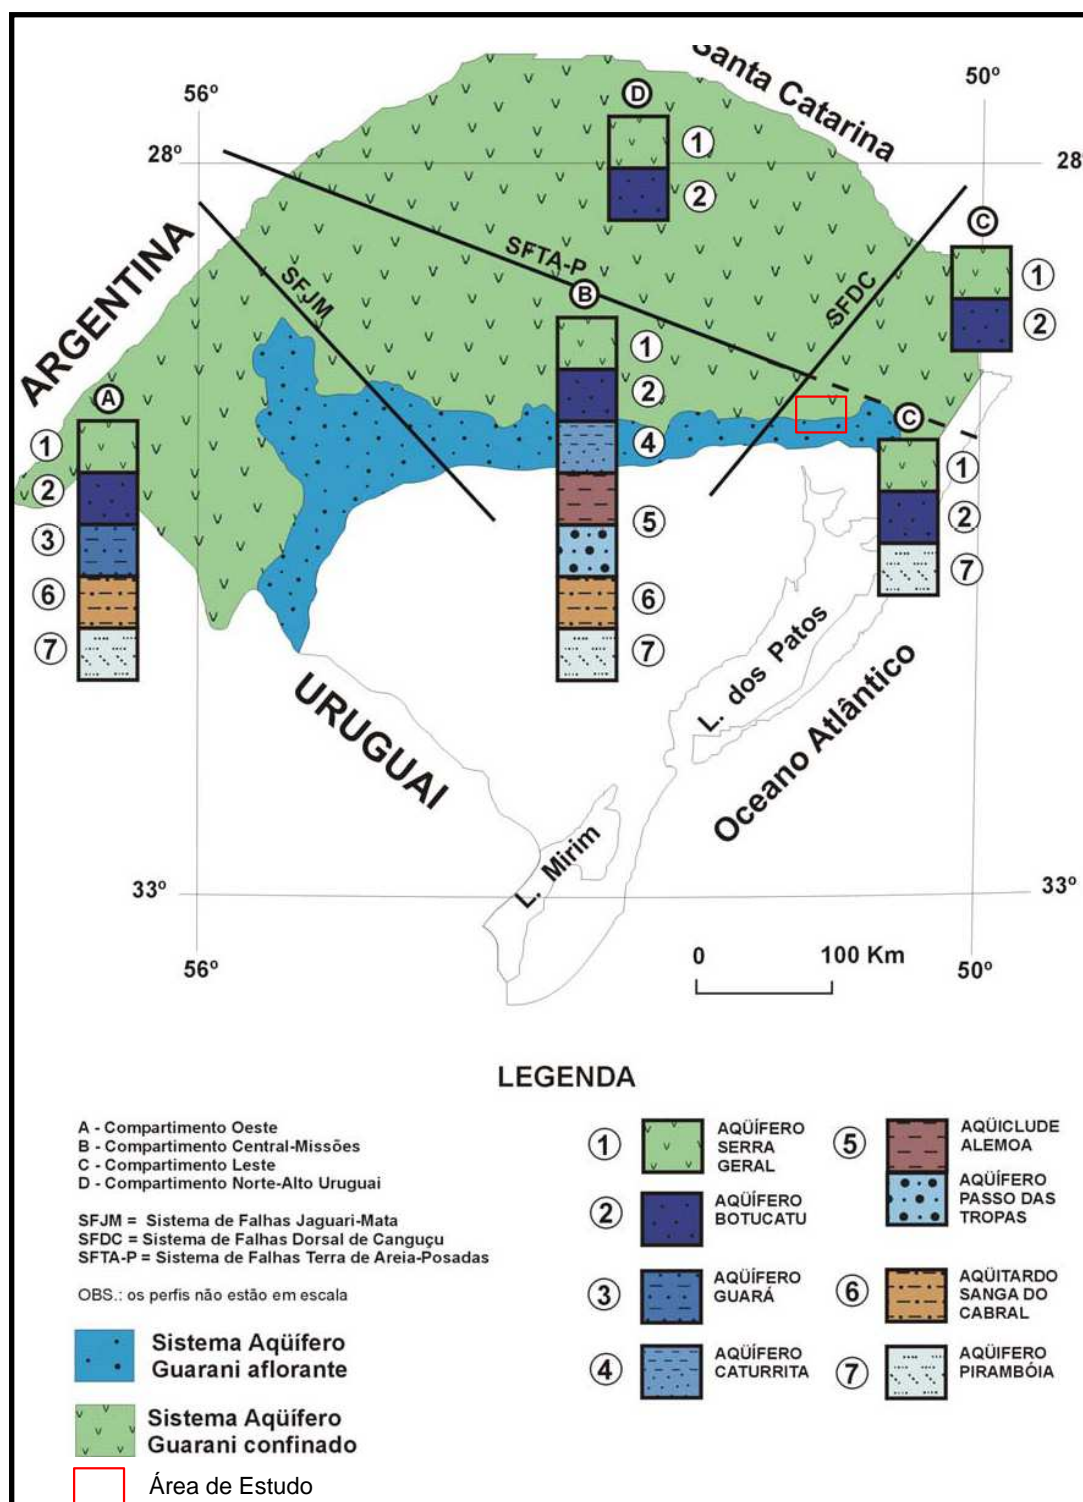 Santa Catarina
50º
56º
D
28º
1
28º
2
C
ARGENTINA
SFTA-P
SFJM
B
SFDC
1
2
1
A
2
C
1
4
1
2
5
2
3
7
6
6
7
7
L. dos Patos
URUGUAI
Oceano Atlântico
L. Mirim
33º
33º
56º
0
100 Km
50º
LEGENDA
A - Compartimento Oeste
B - Compartimento Central-Missões
C - Compartimento Leste
D - Compartimento Norte-Alto Uruguai
SFJM = Sistema de Falhas Jaguari-Mata
SFDC = Sistema de Falhas Dorsal de Canguçu
SFTA-P = Sistema de Falhas Terra de Areia-Posadas
OBS.: os perfis não estão em escala
Sistema Aqüífero
Guarani aflorante
Sistema Aqüífero
Guarani confinado
Área de Estudo
1
AQÜÍFERO
SERRA
GERAL
2
AQÜÍFERO
BOTUCATU
3
AQÜÍFERO
GUARÁ
4
AQÜÍFERO
CATURRITA
5
AQÜICLUDE
ALEMOA
AQÜÍFERO
PASSO DAS
TROPAS
6
AQÜITARDO
SANGA DO
CABRAL
7
AQÜIFERO
PIRAMBÓIA